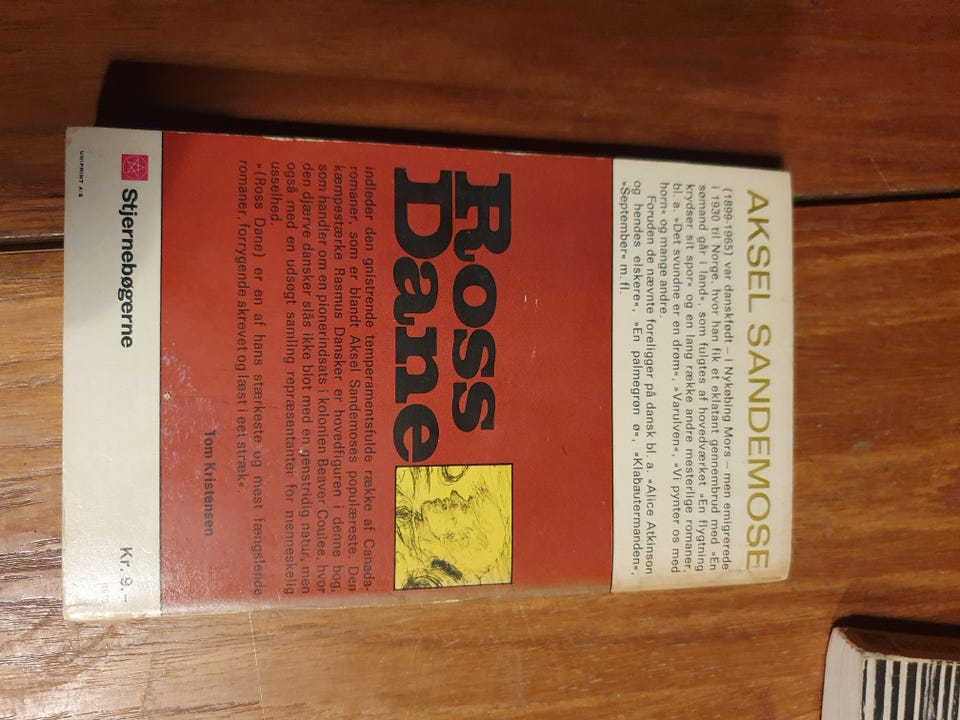 AKSEL SANDEMOSE
(1899-1965) var danskfødt – i Nykøbing Mors – men emigrerede
i 1930 til Norge, hvor han fik et eklatant gennembrud med »En
sømand går i land«, som fulgtes af hovedværket »En flygtning
krydser sit spor« og en lang række andre mesterlige romaner,
bl. a. »Det svundne er en drøm«, »Varulven«, »Vi pynter os med
horn« og mange andre.
Foruden de nævnte foreligger på dansk bl. a. »Alice Atkinson
og hendes elskere«, »En palmegrøn ø«, »Klabautermanden«,
»September« m. fl.
Ross
Dane
indleder den gnistrende temperamentsfulde række af Canada-
romaner, som er blandt Aksel Sandemoses populæreste. Den
kæmpestærke Rasmus Dansker er hovedfiguren i denne bog,
som handler om en pionerindsats i kolonien Beaver Coulee, hvor
den djærve dansker slås ikke blot med en genstridig natur, men
også med en udsøgt samling repræsentanter for menneskelig
usselhed.
»(Ross Dane) er en af hans stærkeste og mest fængslende
romaner, forrygende skrevet og læst i eet stræk«.
Tom Kristensen
Stjernebøgerne
Kr. 9.-
UNIPRINT A/S